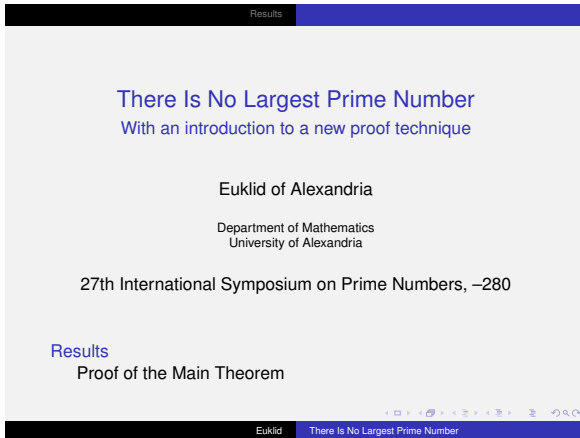 Results
There Is No Largest Prime Number
With an introduction to a new proof technique
Euklid of Alexandria
Department of Mathematics
University of Alexandria
27th International Symposium on Prime Numbers, –280
Results
Proof of the Main Theorem
Euklid There Is No Largest Prime Number